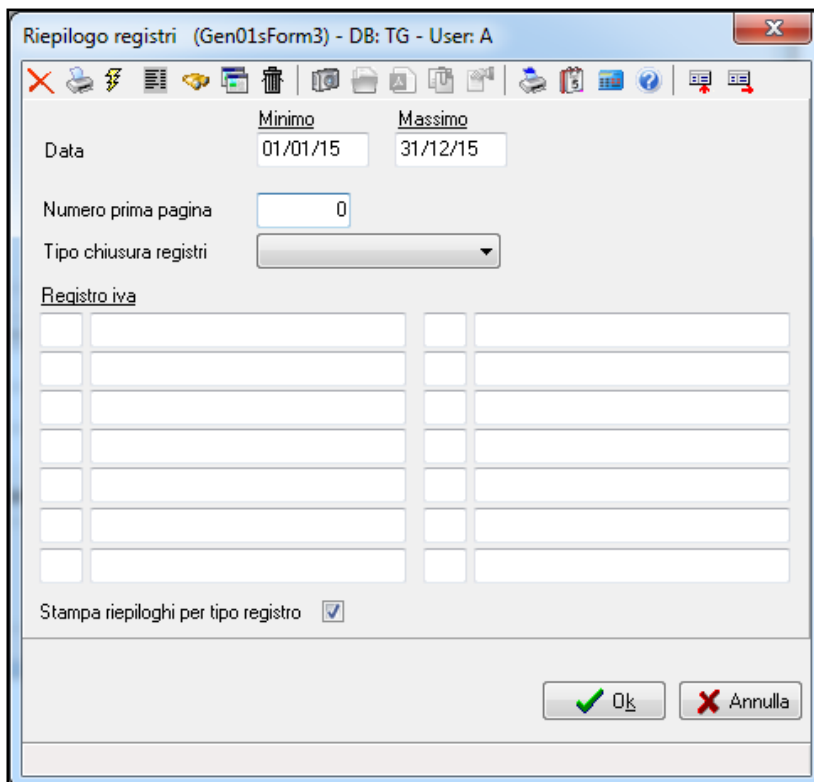 Riepilogo registri (Gen01sForm3) - DB: TG - User: A
Minimo Massimo
Data 01/01/15 31/12/15
Numero prima pagina 0
Tipo chiusura registri
Registro iva
Stampa riepiloghi per tipo registro
Ok Annulla